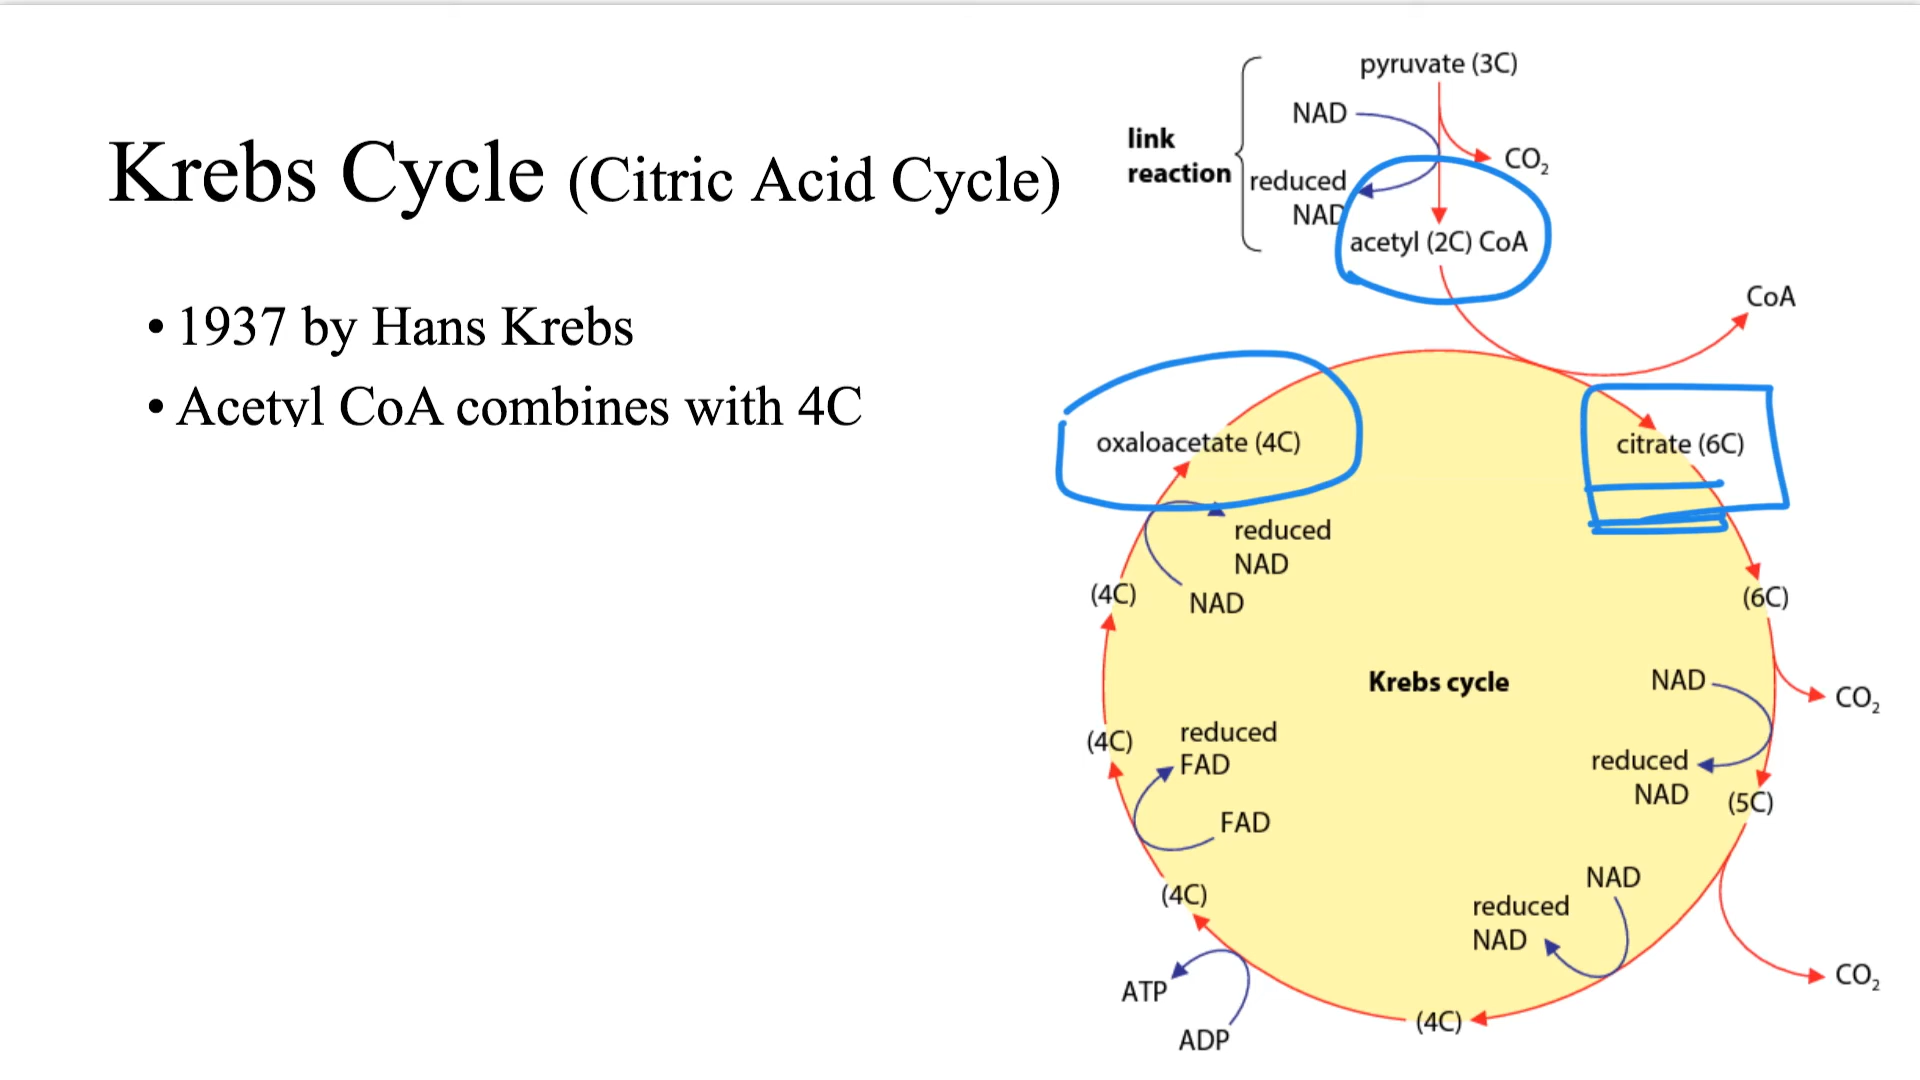 Krebs Cycle (Citric Acid Cycle)
• 1937 by Hans Krebs
• Acetyl CoA combines with 4C
pyruvate (3C)
NAD
link
reaction
CO₂
reduced
NAD
acetyl (2C) CoA
CoA
oxaloacetate (4C)
citrate (6C)
reduced
NAD
NAD
(4C)
(6C)
Krebs cycle
NAD
CO₂
reduced
NAD
(5C)
(4C)
reduced
FAD
FAD
(4C)
NAD
reduced
NAD
CO₂
ATP
ADP
(4C)